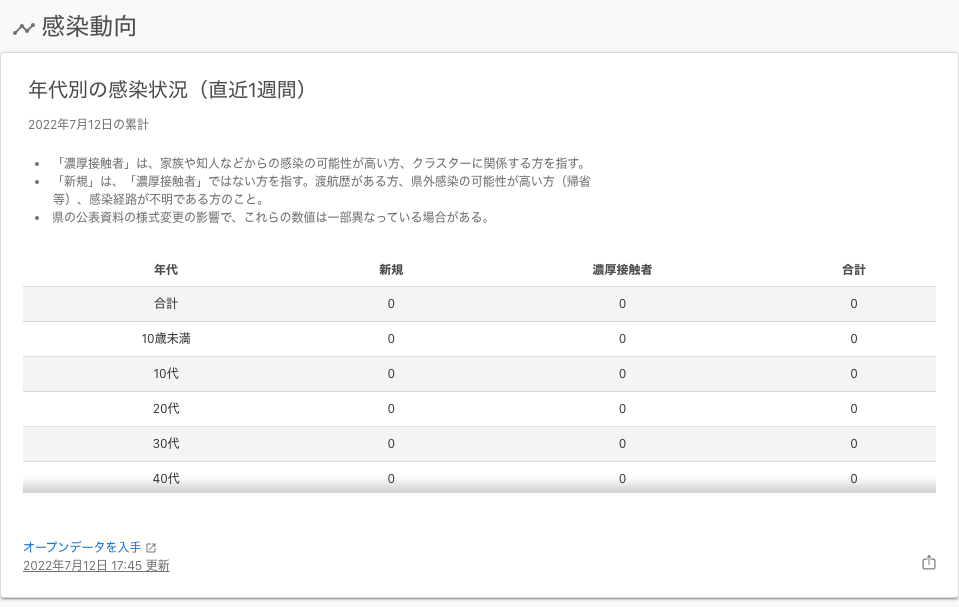 感染動向
年代別の感染状況（直近1週間）
2022年7月12日の累計
• 「濃厚接触者」は、家族や知人などからの感染の可能性が高い方、クラスターに関係する方を指す。
• 「新規」は、「濃厚接触者」ではない方を指す。渡航歴がある方、県外感染の可能性が高い方（帰省
等）、感染経路が不明である方のこと。
• 県の公表資料の様式変更の影響で、これらの数値は一部異なっている場合がある。
年代 新規 濃厚接触者 合計
合計 0 0 0
10歳未満 0 0 0
10代 0 0 0
20代 0 0 0
30代 0 0 0
40代 0 0 0
オープンデータを入手
2022年7月12日 17:45 更新